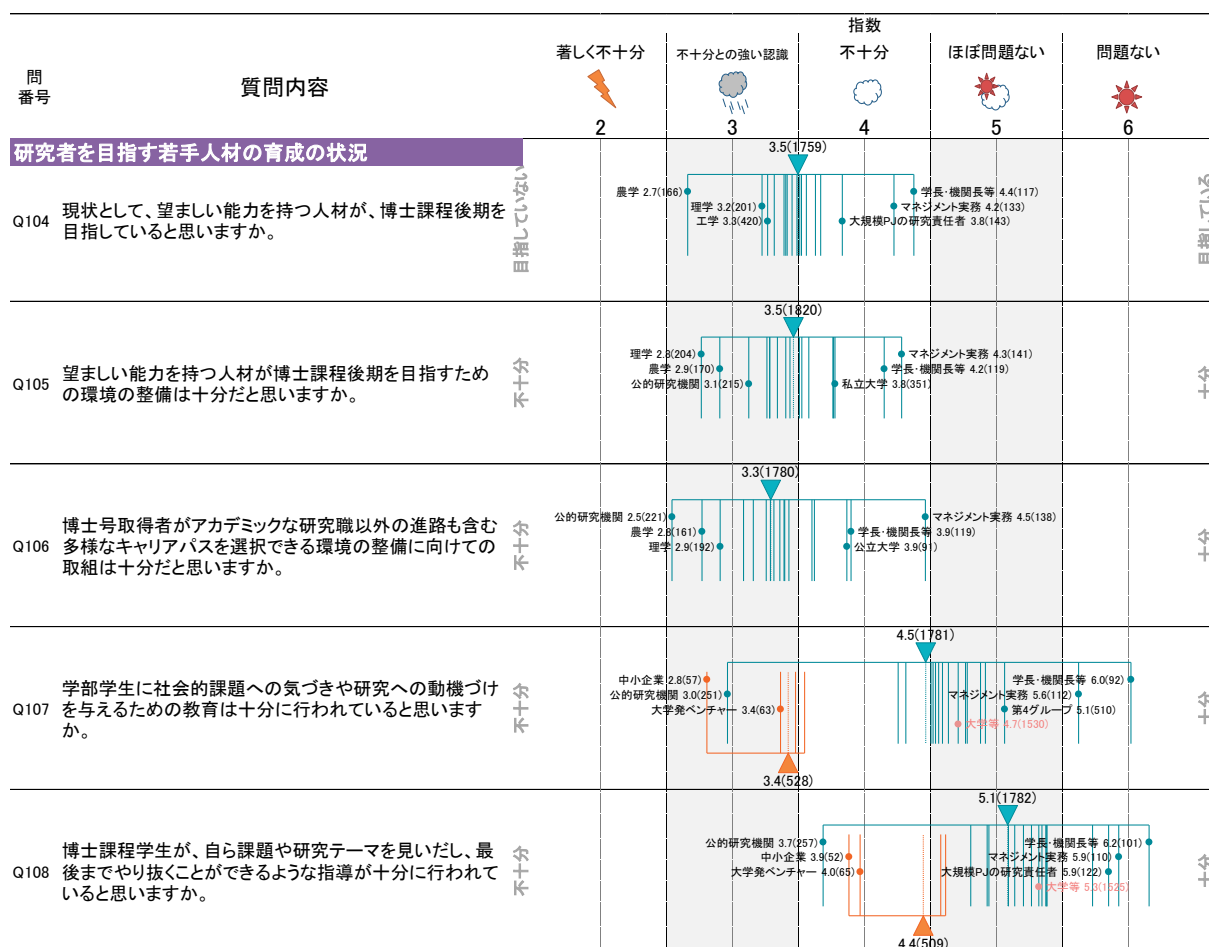 指数
著しく不十分
不十分との強い認識
不十分
ほぼ問題ない
問題ない
問
番号
質問内容
2
3
4
5
6
研究者を目指す若手人材の育成の状況
3.5(1759)
Q104
現状として、望ましい能力を持つ人材が、博士課程後期を
目指していると思いますか。
目指していない
農学 2.7(166)
理学 3.2(201)
工学 3.3(420)
学長・機関長等 4.4(117)
マネジメント実務 4.2(133)
大規模PJの研究責任者 3.8(143)
目指している
3.5(1820)
Q105
望ましい能力を持つ人材が博士課程後期を目指すため
の環境の整備は十分だと思いますか。
不十分
理学 2.8(204)
農学 2.9(170)
公的研究機関 3.1(215)
マネジメント実務 4.3(141)
学長・機関長等 4.2(119)
私立大学 3.8(351)
十分
3.3(1780)
Q106
博士号取得者がアカデミックな研究職以外の進路も含む
多様なキャリアパスを選択できる環境の整備に向けての
取組は十分だと思いますか。
不十分
公的研究機関 2.5(221)
農学 2.8(161)
理学 2.9(192)
マネジメント実務 4.5(138)
学長・機関長等 3.9(119)
公立大学 3.9(91)
十分
4.5(1781)
Q107
学部学生に社会的課題への気づきや研究への動機づけ
を与えるための教育は十分に行われていると思います
か。
不十分
中小企業 2.8(57)
公的研究機関 3.0(251)
大学発ベンチャー 3.4(63)
学長・機関長等 6.0(92)
マネジメント実務 5.6(112)
第4グループ 5.1(510)
大学等 4.7(1530)
十分
3.4(528)
5.1(1782)
Q108
博士課程学生が、自ら課題や研究テーマを見いだし、最
後までやり抜くことができるような指導が十分に行われて
いると思いますか。
不十分
公的研究機関 3.7(257)
中小企業 3.9(52)
大学発ベンチャー 4.0(65)
学長・機関長等 6.2(101)
マネジメント実務 5.9(110)
大規模PJの研究責任者 5.9(122)
大学等 5.3(1525)
十分
4.4(509)